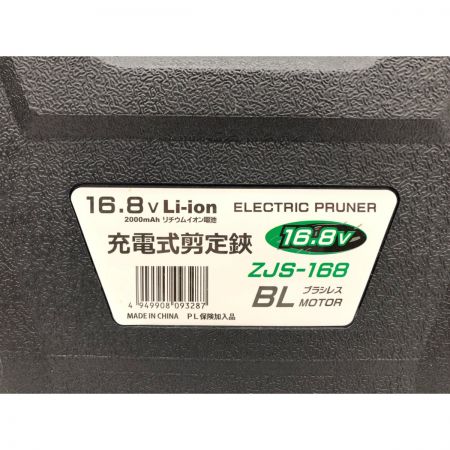 16.8V Li-ion
2000mAh リチウムイオン電池
ELECTRIC PRUNER
充電式剪定鋏
16.8V
ZJS-168
BL ブラシレス MOTOR
4 949908 093287
MADE IN CHINA PL保険加入品